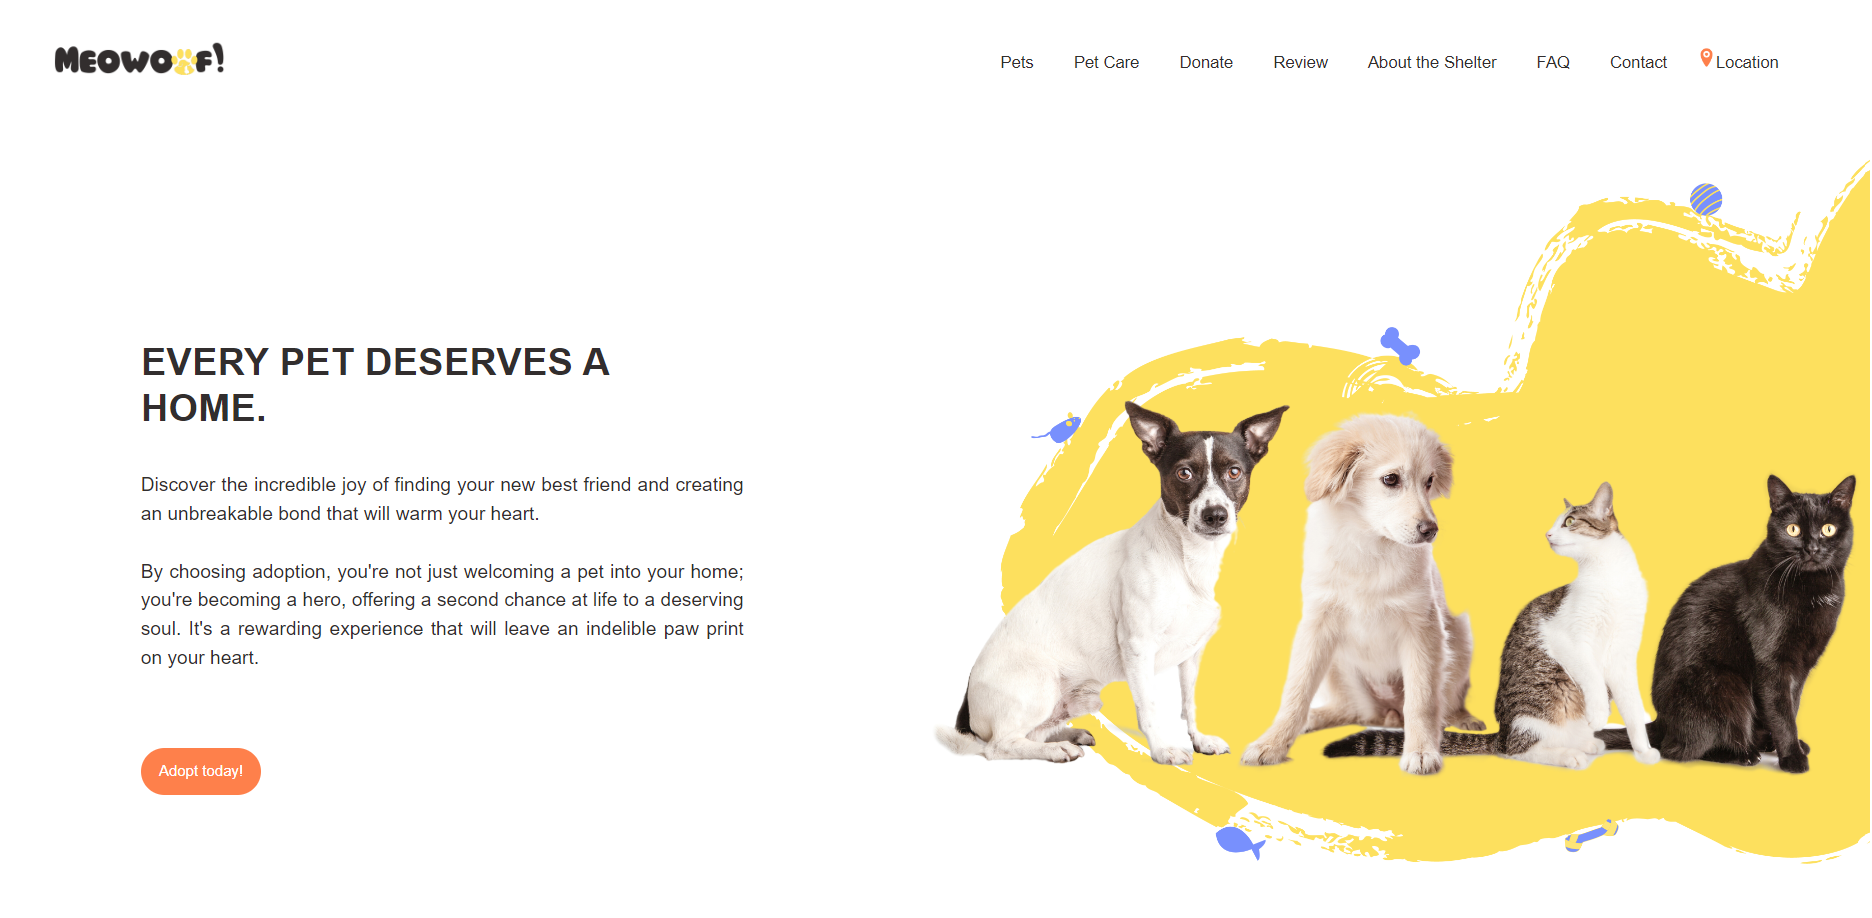 MEOWOOF!
Pets Pet Care Donate Review About the Shelter FAQ Contact Location
EVERY PET DESERVES A
HOME.
Discover the incredible joy of finding your new best friend and creating
an unbreakable bond that will warm your heart.
By choosing adoption, you're not just welcoming a pet into your home;
you're becoming a hero, offering a second chance at life to a deserving
soul. It's a rewarding experience that will leave an indelible paw print
on your heart.
Adopt today!